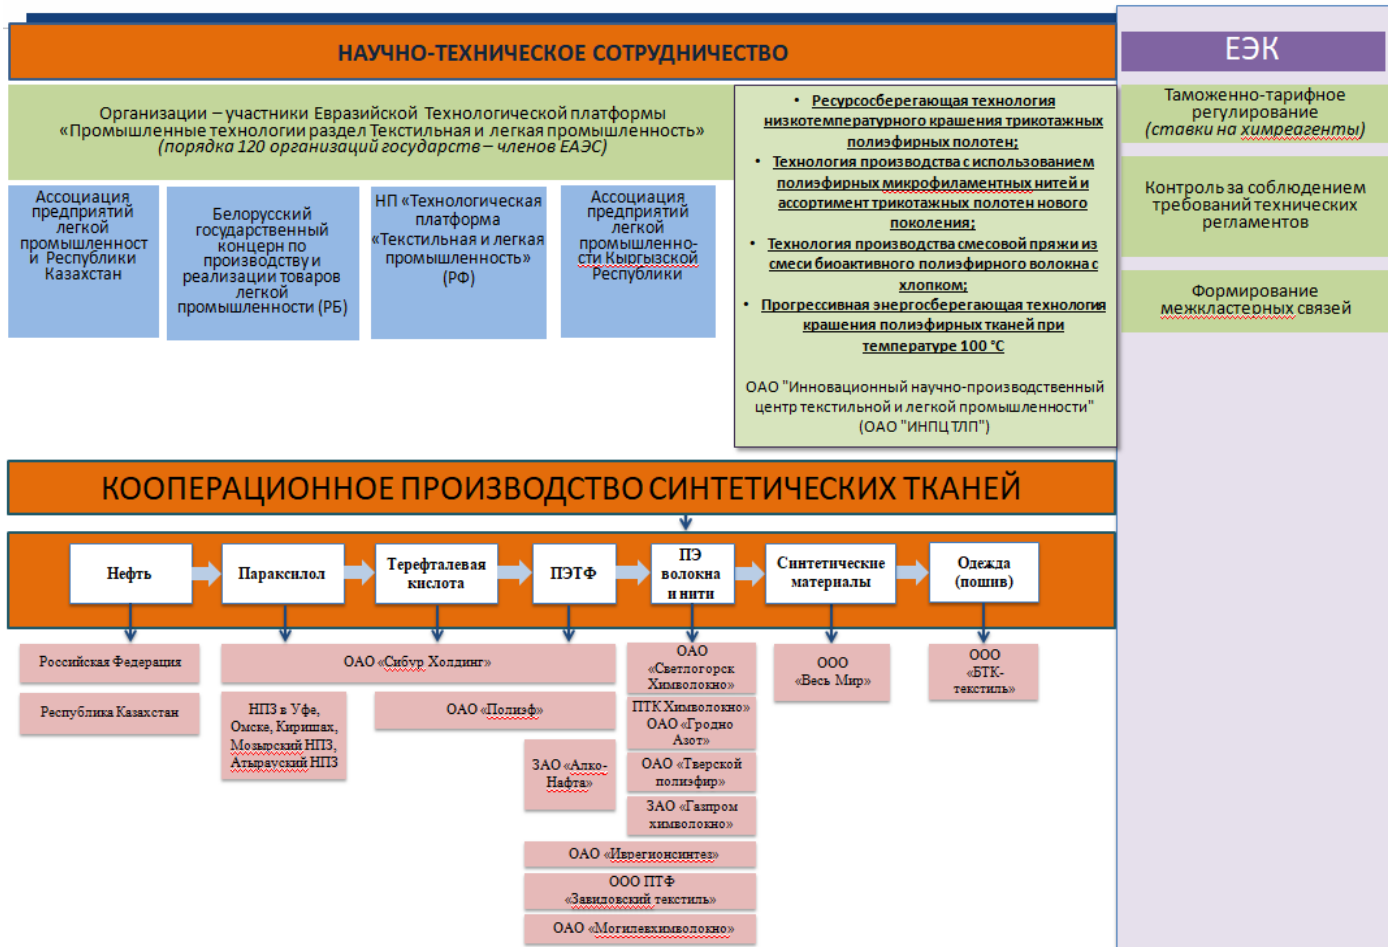 НАУЧНО-ТЕХНИЧЕСКОЕ СОТРУДНИЧЕСТВО
Организации – участники Евразийской Технологической платформы
«Промышленные технологии раздел Текстильная и легкая промышленность»
(порядка 120 организаций государств – членов ЕАЭС)
Ассоциация
предприятий
легкой
промышленност
и Республики
Казахстан
Белорусский
государственный
концерн по
производству и
реализации товаров
легкой
промышленности (РБ)
НП «Технологическая
платформа
«Текстильная и легкая
промышленность»
(РФ)
Ассоциация
предприятий
легкой
промышленно-
сти Кыргызской
Республики
• Ресурсосберегающая технология
низкотемпературного крашения трикотажных
полиэфирных полотен;
• Технология производства с использованием
полиэфирных микрофиламентных нитей и
ассортимент трикотажных полотен нового
поколения;
• Технология производства смесовой пряжи из
смеси биоактивного полиэфирного волокна с
хлопком;
• Прогрессивная энергосберегающая технология
крашения полиэфирных тканей при
температуре 100 °С
ОАО "Инновационный научно-производственный
центр текстильной и легкой промышленности"
(ОАО "ИНПЦ ТЛП")
ЕЭК
Таможенно-тарифное
регулирование
(ставки на химреагенты)
Контроль за соблюдением
требований технических
регламентов
Формирование
межкластерных связей
КООПЕРАЦИОННОЕ ПРОИЗВОДСТВО СИНТЕТИЧЕСКИХ ТКАНЕЙ
Нефть
Параксилол
Терефталевая
кислота
ПЭТФ
ПЭ
волокна
и нити
Синтетические
материалы
Одежда
(пошив)
Российская Федерация
Республика Казахстан
ОАО «Сибур Холдинг»
НПЗ в Уфе,
Омске, Киришах,
Мозырский НПЗ,
Атырауский НПЗ
ОАО «Полиэф»
ЗАО «Алко-
Нафта»
ОАО
«Светлогорск
Химволокно»
ПТК Химволокно»
ОАО «Гродно
Азот»
ОАО «Тверской
полиэфир»
ЗАО «Газпром
химволокно»
ОАО «Иврегионсинтез»
ООО ПТФ
«Завидовский текстиль»
ОАО «Могилевхимволокно»
ООО
«Весь Мир»
ООО
«БТК-
текстиль»